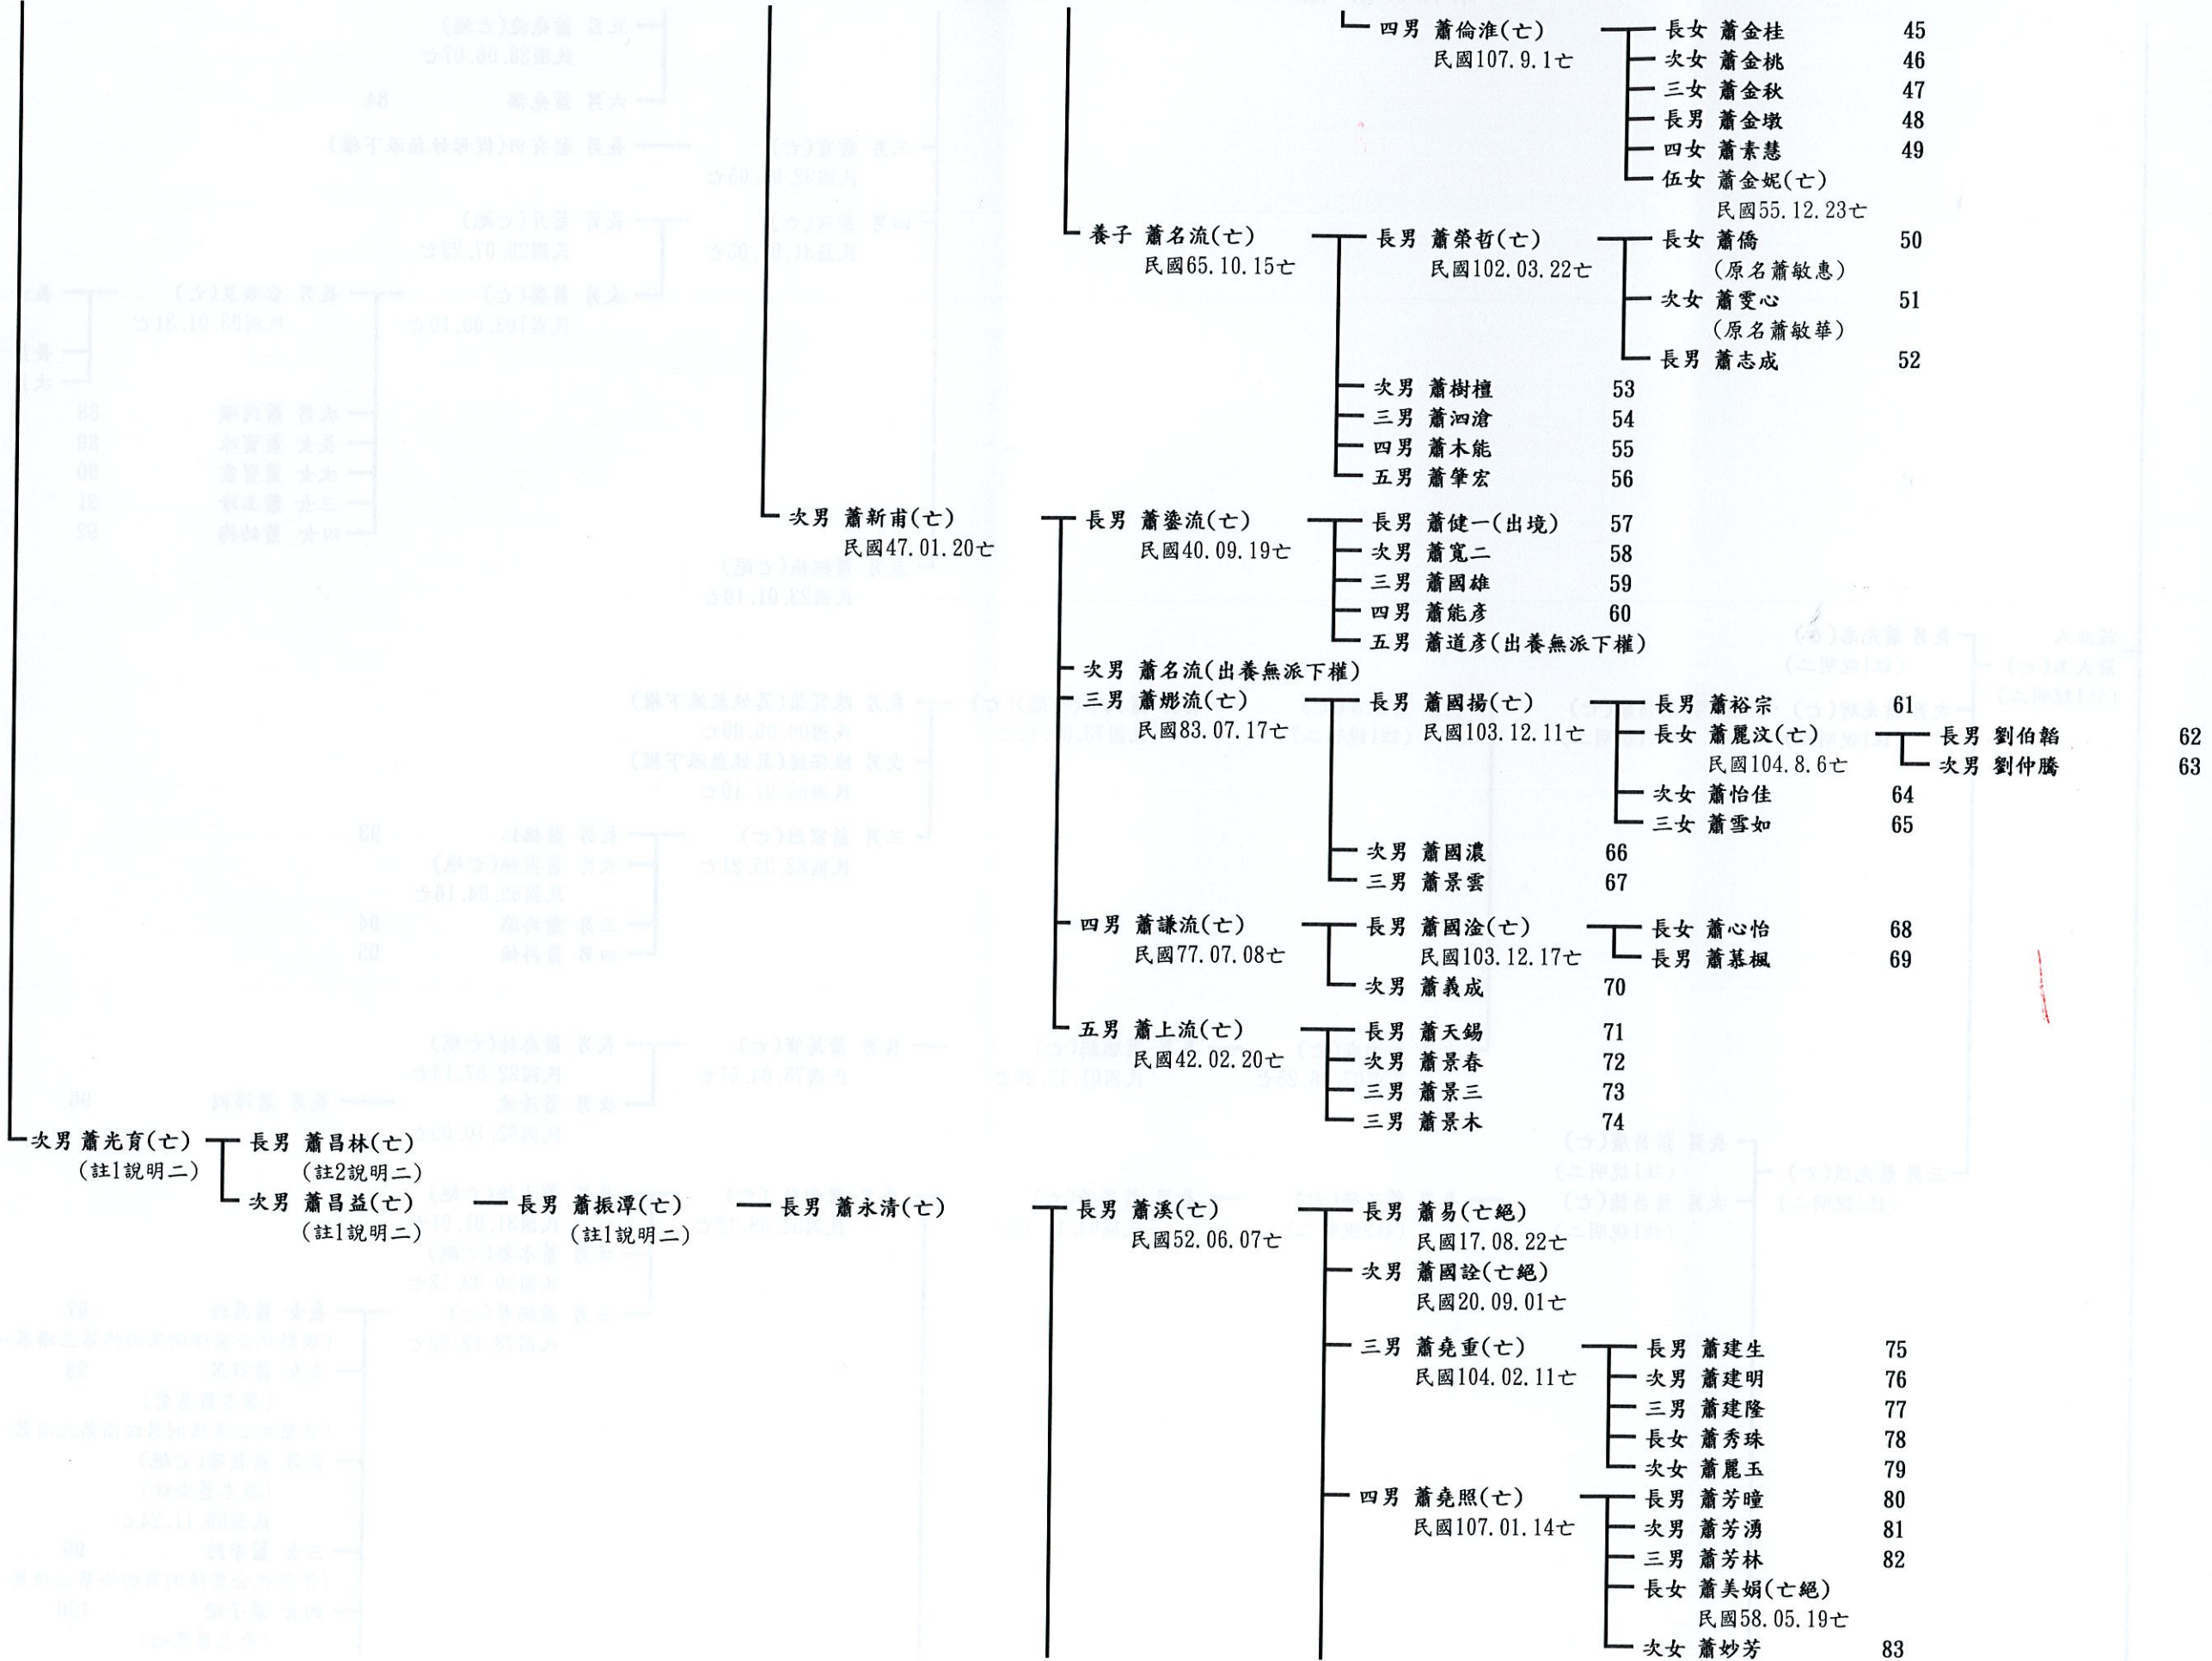 四男 蕭倫淮(亡)
民國107.9.1亡
長女 蕭金桂 45
次女 蕭金桃 46
三女 蕭金秋 47
長男 蕭金墩 48
四女 蕭素慧 49
伍女 蕭金妮(亡)
民國55.12.23亡
養子 蕭名流(亡)
民國65.10.15亡
長男 蕭榮哲(亡)
民國102.03.22亡
長女 蕭僑 50
(原名蕭敏惠)
次女 蕭雯心 51
(原名蕭敏華)
長男 蕭志成 52
次男 蕭樹檀 53
三男 蕭泗滄 54
四男 蕭木能 55
五男 蕭肇宏 56
次男 蕭新甫(亡)
民國47.01.20亡
長男 蕭鎏流(亡)
民國40.09.19亡
長男 蕭健一(出境) 57
次男 蕭寬二 58
三男 蕭國雄 59
四男 蕭能彥 60
五男 蕭道彥(出養無派下權)
次男 蕭名流(出養無派下權)
三男 蕭彫流(亡)
民國83.07.17亡
長男 蕭國揚(亡)
民國103.12.11亡
長男 蕭裕宗 61
長女 蕭麗汶(亡)
民國104.8.6亡
長男 劉伯韜 62
次男 劉仲騰 63
次女 蕭怡佳 64
三女 蕭雪如 65
次男 蕭國濃 66
三男 蕭景雲 67
四男 蕭謙流(亡)
民國77.07.08亡
長男 蕭國淦(亡)
民國103.12.17亡
長女 蕭心怡 68
長男 蕭慕楓 69
次男 蕭義成 70
五男 蕭上流(亡)
民國42.02.20亡
長男 蕭天錫 71
次男 蕭景春 72
三男 蕭景三 73
三男 蕭景木 74
次男 蕭光育(亡)
(註1說明二)
長男 蕭昌林(亡)
(註2說明二)
次男 蕭昌益(亡)
(註1說明二)
長男 蕭振潭(亡)
(註1說明二)
長男 蕭永清(亡)
長男 蕭溪(亡)
民國52.06.07亡
長男 蕭易(亡絕)
民國17.08.22亡
次男 蕭國詮(亡絕)
民國20.09.01亡
三男 蕭堯重(亡)
民國104.02.11亡
長男 蕭建生 75
次男 蕭建明 76
三男 蕭建隆 77
長女 蕭秀珠 78
次女 蕭麗玉 79
四男 蕭堯照(亡)
民國107.01.14亡
長男 蕭芳曈 80
次男 蕭芳湧 81
三男 蕭芳林 82
長女 蕭美娟(亡絕)
民國58.05.19亡
次女 蕭妙芳 83